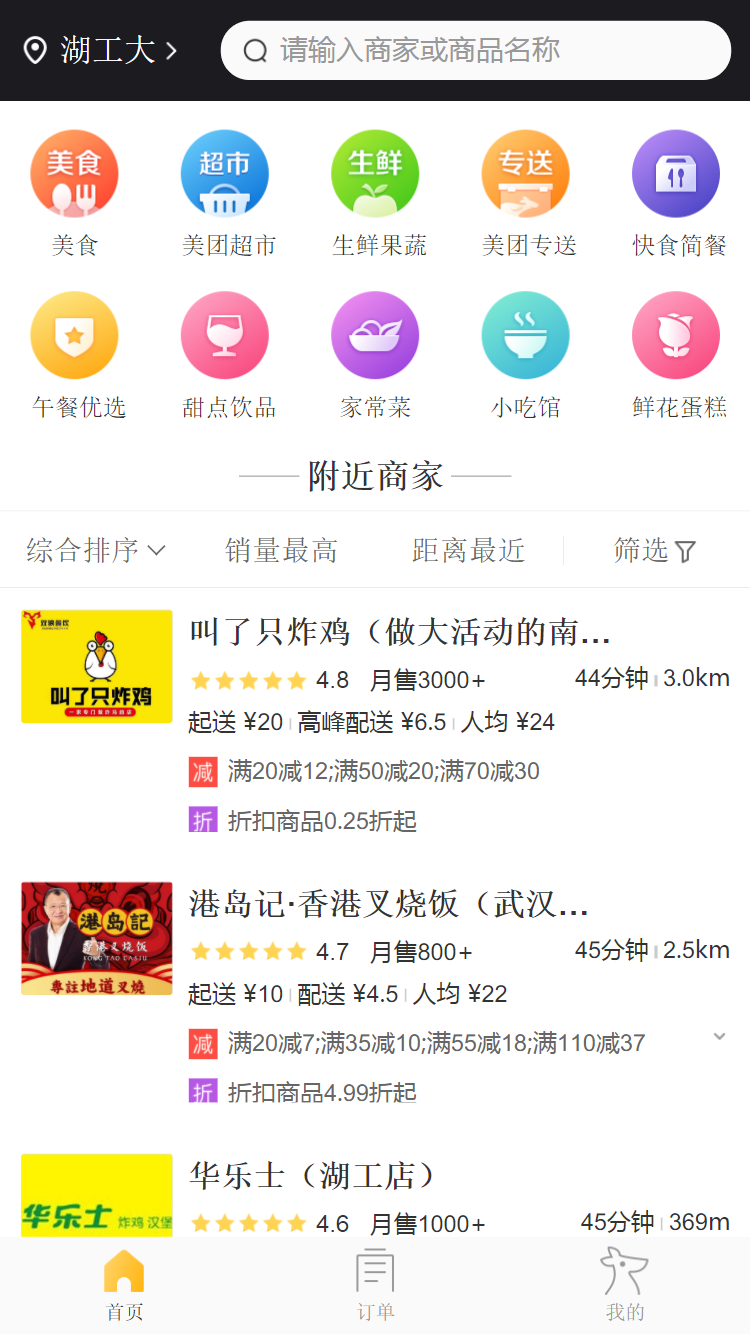 湖工大
请输入商家或商品名称
美食 超市 生鲜 专送
美食 美团超市 生鲜果蔬 美团专送 快食简餐
午餐优选 甜点饮品 家常菜 小吃馆 鲜花蛋糕
附近商家
综合排序 销量最高 距离最近 筛选
叫了只炸鸡
叫了只炸鸡（做大活动的南...
4.8 月售3000+ 44分钟 3.0km
起送 ¥20 高峰配送 ¥6.5 人均 ¥24
减 满20减12;满50减20;满70减30
折 折扣商品0.25折起
港岛記
香港叉烧饭
專註地道叉燒
港岛记·香港叉烧饭（武汉...
4.7 月售800+ 45分钟 2.5km
起送 ¥10 配送 ¥4.5 人均 ¥22
减 满20减7;满35减10;满55减18;满110减37
折 折扣商品4.99折起
华乐士 炸鸡 汉堡
华乐士（湖工店）
4.6 月售1000+ 45分钟 369m
首页 订单 我的